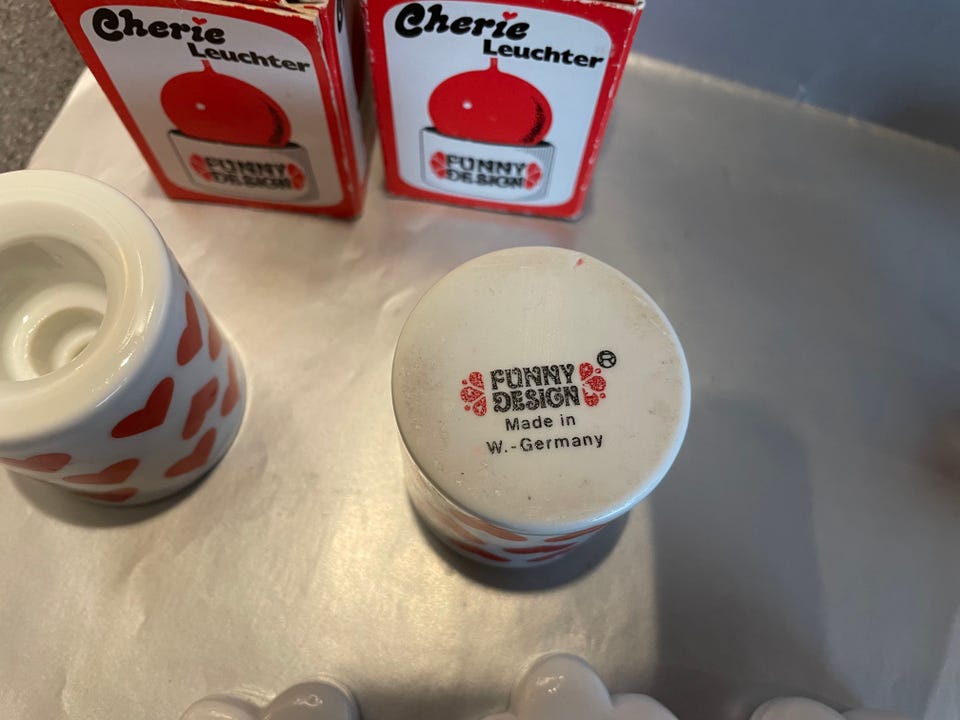 Cherie
Leuchter
FUNNY
DESIGN
Cherie
Leuchter
FUNNY
DESIGN
FUNNY
DESIGN ®
Made in
W.-Germany